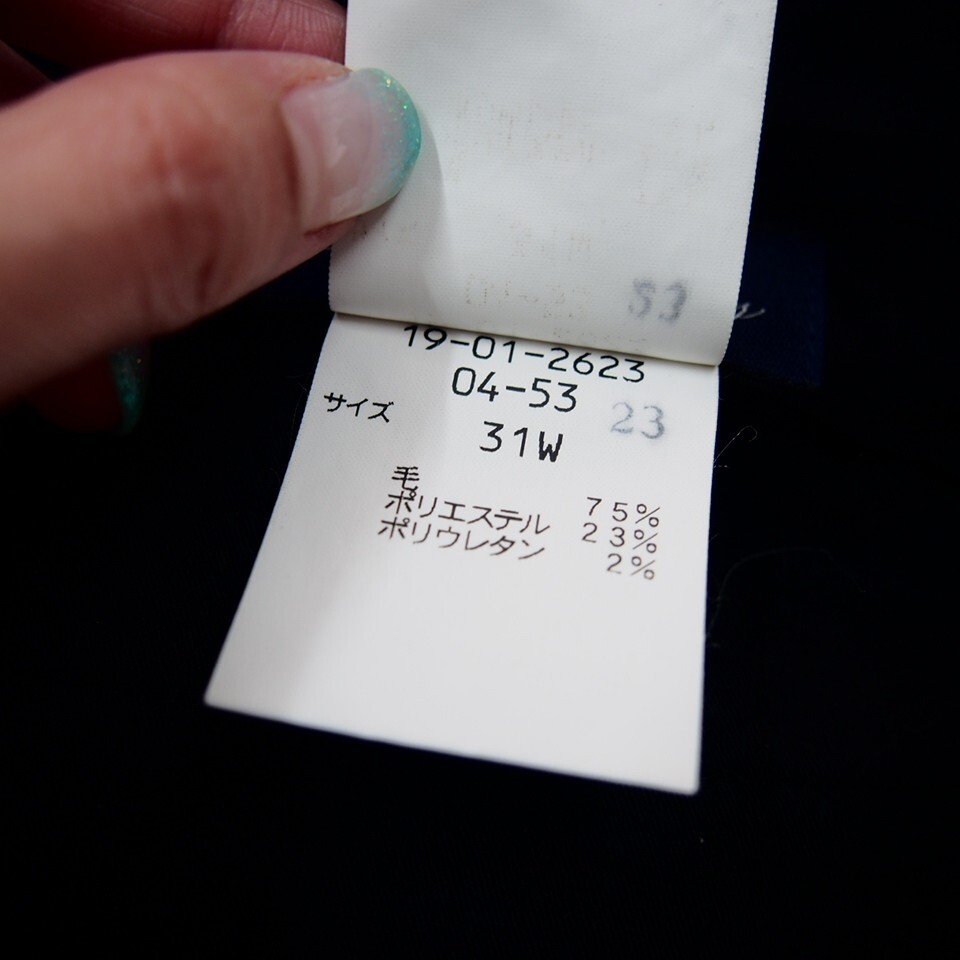 53
19-01-2623
04-53
23
サイズ
31W
毛 75%
ポリエステル 23%
ポリウレタン 2%